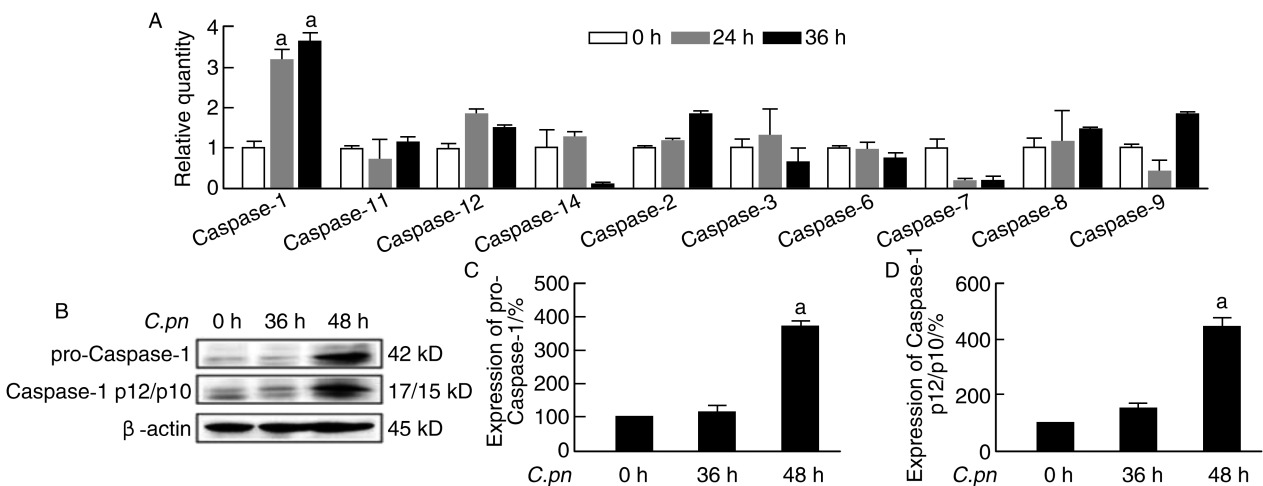 A
Relative quantity
4
3
2
1
0
a
a
0 h
24 h
36 h
Caspase-1
Caspase-11
Caspase-12
Caspase-14
Caspase-2
Caspase-3
Caspase-6
Caspase-7
Caspase-8
Caspase-9
B
C.pn 0 h 36 h 48 h
pro-Caspase-1 42 kD
Caspase-1 p12/p10 17/15 kD
β-actin 45 kD
C
Expression of pro-
Caspase-1/%
500
400
300
200
100
0
a
C.pn 0 h 36 h 48 h
D
Expression of Caspase-1
p12/p10/%
600
400
200
0
a
C.pn 0 h 36 h 48 h